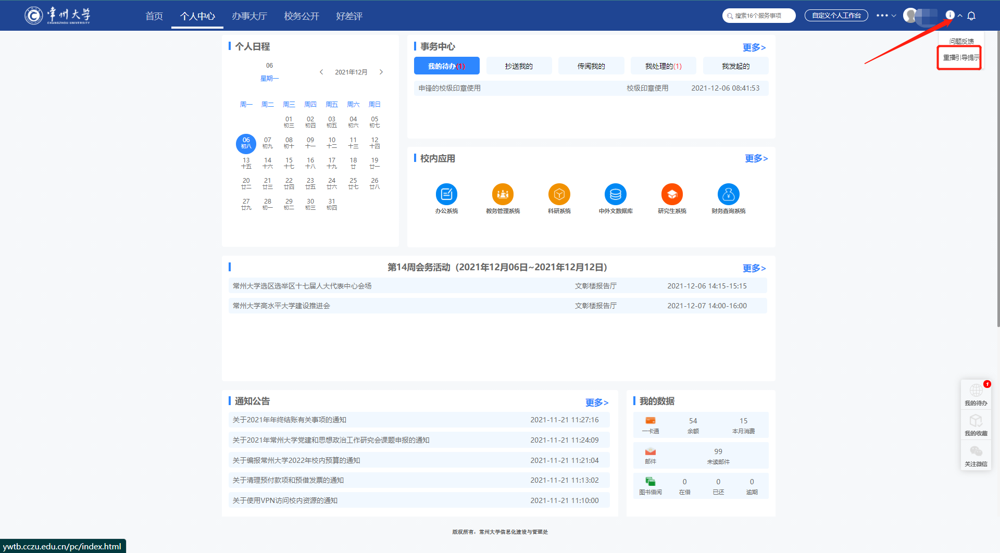 常州大学
CHANGZHOU UNIVERSITY
首页 个人中心 办事大厅 校务公开 好差评
搜索16个服务事项
自定义个人工作台
问题反馈
重播引导提示
个人日程
06
星期一
2021年12月
周一 周二 周三 周四 周五 周六 周日
01 02 03 04 05
初三 初四 初五 初六 初七
06 07 08 09 10 11 12
初八 初九 初十 十一 十二 十三 十四
13 14 15 16 17 18 19
十五 十六 十七 十八 十九 廿 廿一
20 21 22 23 24 25 26
廿二 廿三 廿四 廿五 廿六 廿七 廿八
27 28 29 30 31
廿九 初一 初二 初三 初四
事务中心 更多>
我的待办(1) 抄送我的 传阅我的 我处理的(1) 我发起的
申锋的校级印章使用 校级印章使用 2021-12-06 08:41:53
校内应用 更多>
办公系统 教务管理系统 科研系统 中外文数据库 研究生系统 财务查询系统
第14周会务活动（2021年12月06日~2021年12月12日） 更多>
常州大学选区选举区十七届人大代表中心会场 文彰楼报告厅 2021-12-06 14:15-15:15
常州大学高水平大学建设推进会 文彰楼报告厅 2021-12-07 14:00-16:00
通知公告 更多>
关于2021年年终结账有关事项的通知 2021-11-21 11:27:16
关于2021年常州大学党建和思想政治工作研究会课题申报的通知 2021-11-21 11:24:09
关于编报常州大学2022年校内预算的通知 2021-11-21 11:21:04
关于清理预付款项和预借发票的通知 2021-11-21 11:13:02
关于使用VPN访问校内资源的通知 2021-11-21 11:10:00
我的数据
54 15
一卡通 余额 本月消费
99
邮件 未读邮件
0 0 0
图书借阅 在借 已还 逾期
1
我的待办
我的收藏
关注微信
版权所有：常州大学信息化建设与管理处
ywtb.cczu.edu.cn/pc/index.html